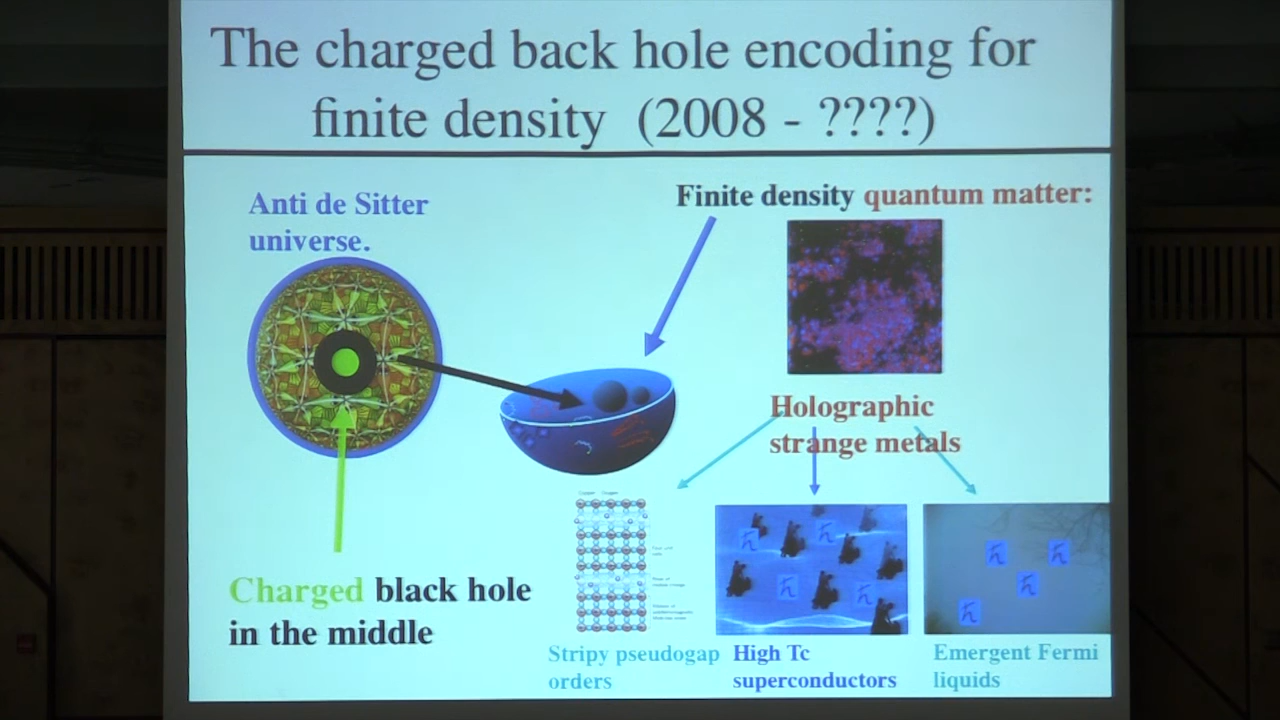 The charged back hole encoding for
finite density (2008 - ????)
Anti de Sitter
universe.
Finite density quantum matter:
Holographic
strange metals
Charged black hole
in the middle
ℏ ℏ ℏ ℏ
ℏ ℏ ℏ ℏ
Stripy pseudogap
orders
High Tc
superconductors
Emergent Fermi
liquids